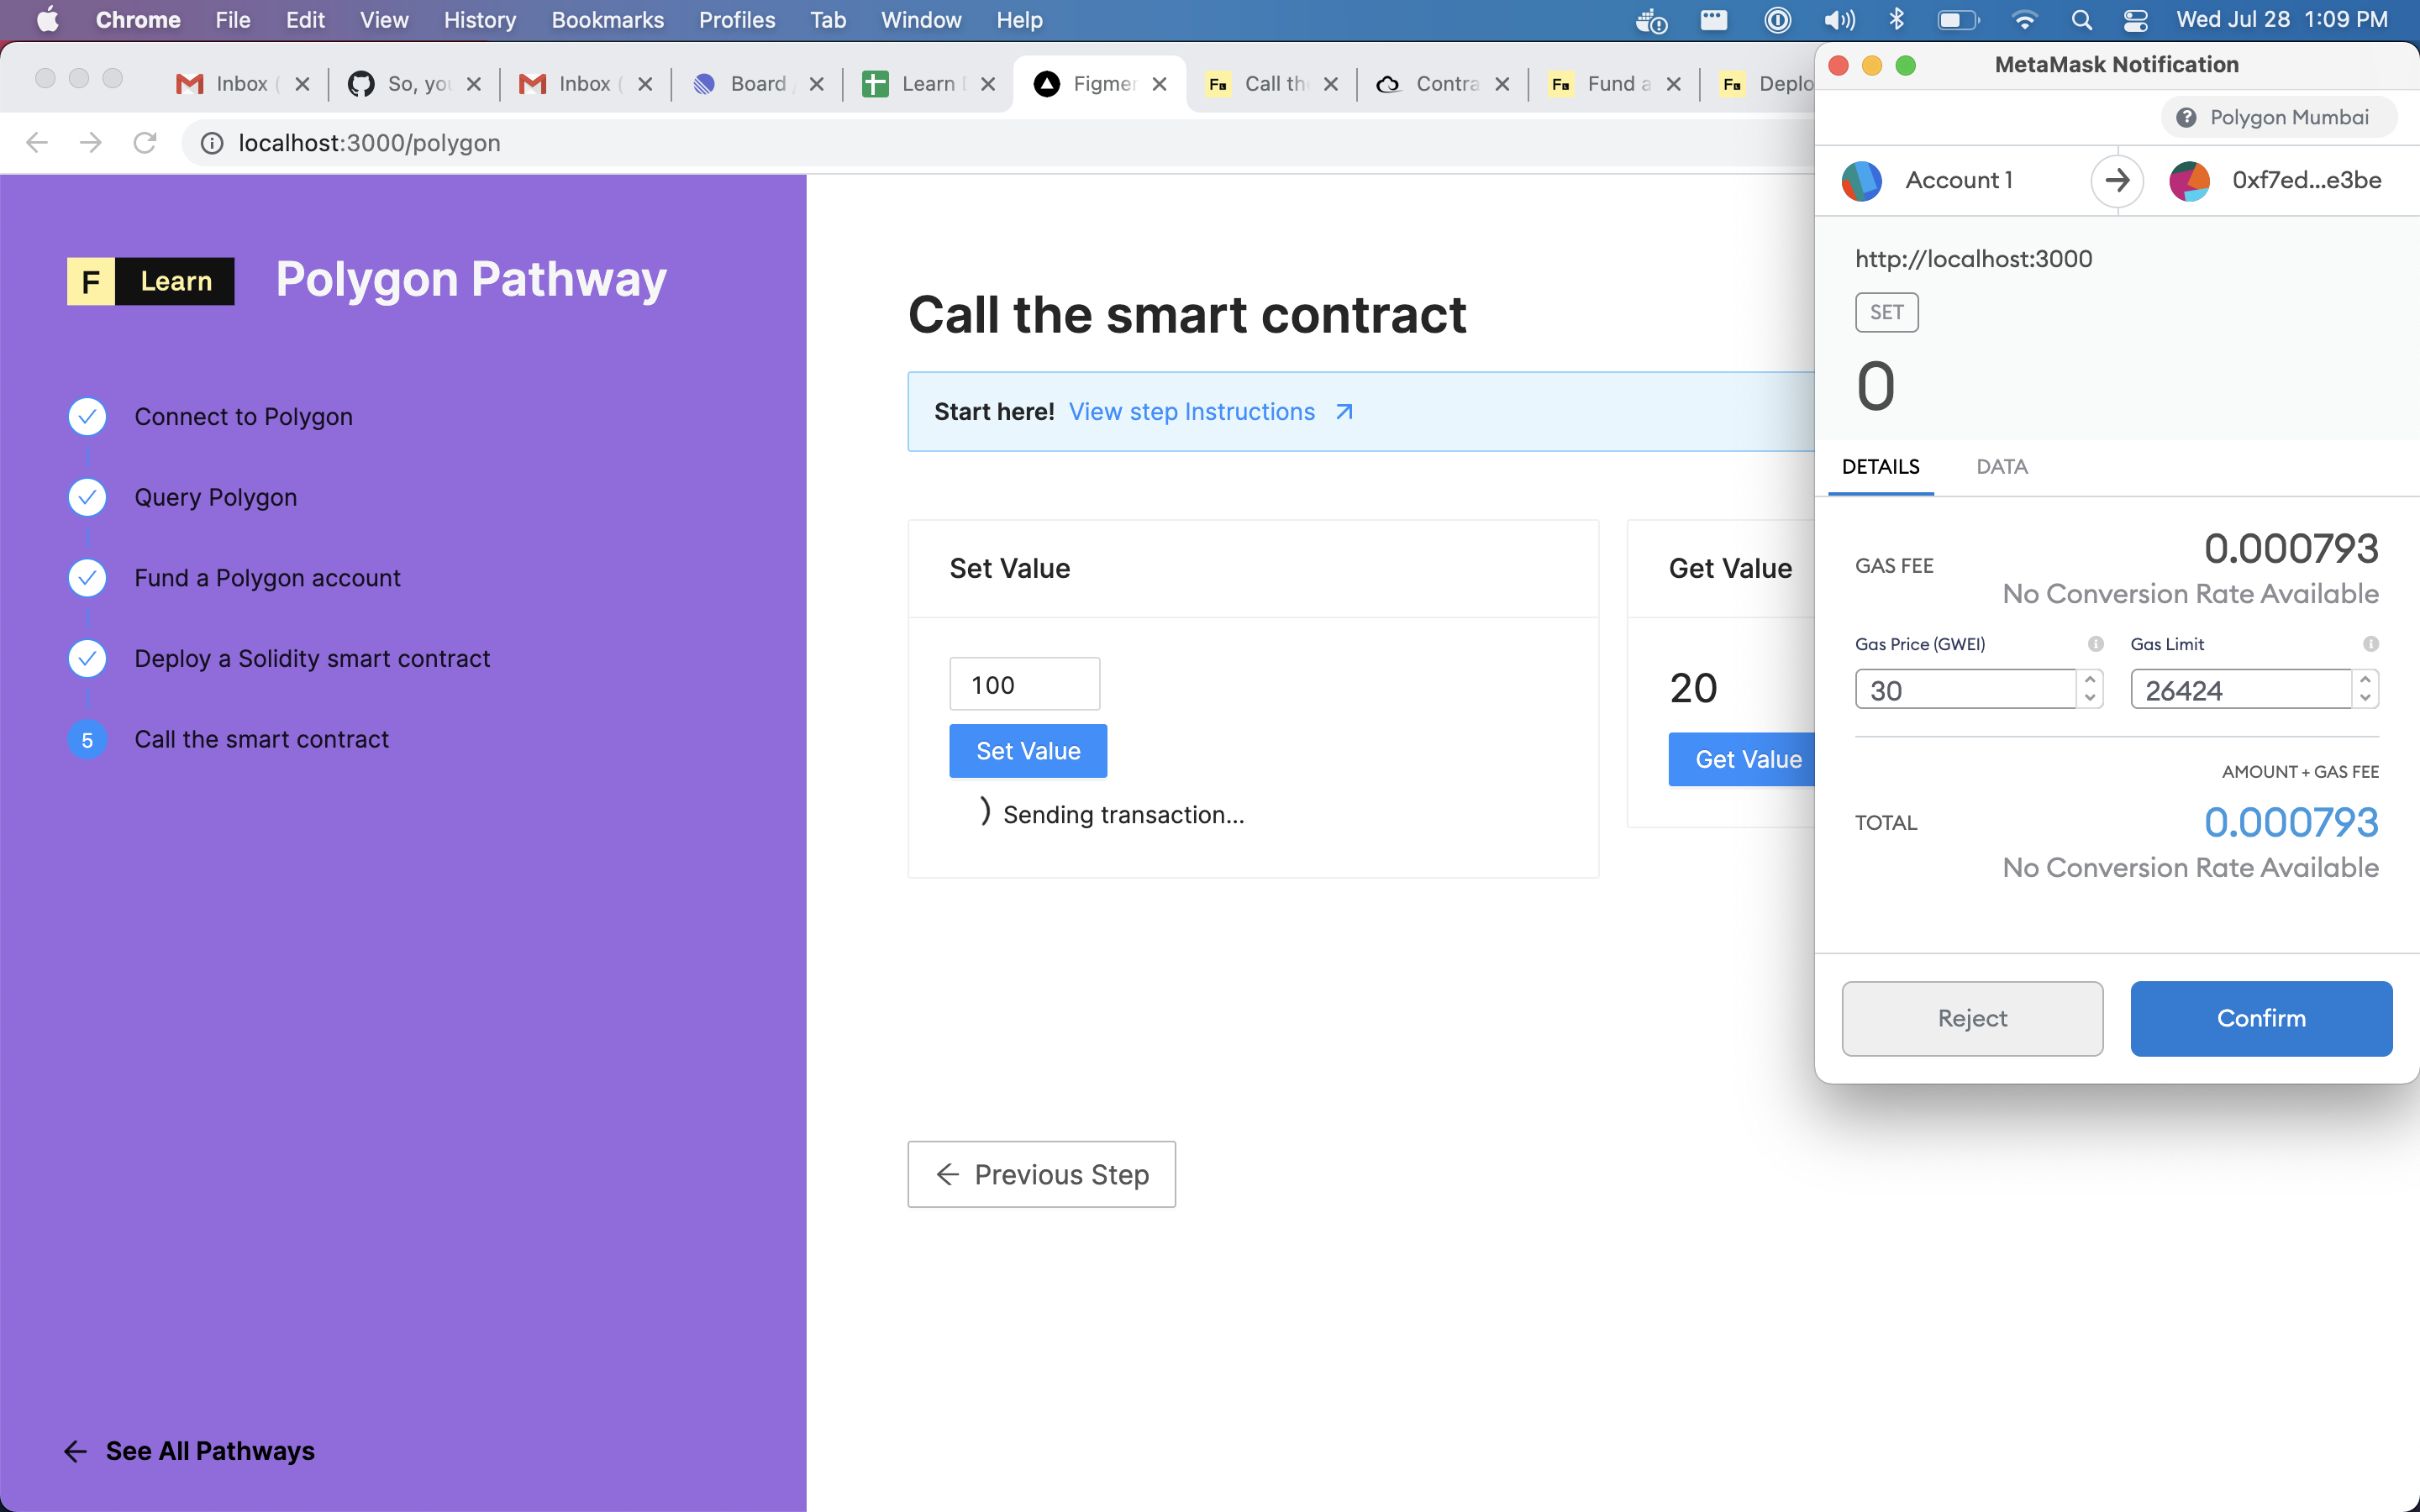 Chrome File Edit View History Bookmarks Profiles Tab Window Help Wed Jul 28 1:09 PM
Inbox ( So, you Inbox ( Board Learn Figmen Call the Contra Fund a Deplo
localhost:3000/polygon
F Learn Polygon Pathway
Connect to Polygon
Query Polygon
Fund a Polygon account
Deploy a Solidity smart contract
5 Call the smart contract
See All Pathways
Call the smart contract
Start here! View step Instructions
Set Value
100
Set Value
Sending transaction...
Get Value
20
Get Value
Previous Step
MetaMask Notification
Polygon Mumbai
Account 1 0xf7ed...e3be
http://localhost:3000
SET
0
DETAILS DATA
GAS FEE 0.000793
No Conversion Rate Available
Gas Price (GWEI) Gas Limit
30 26424
AMOUNT + GAS FEE
TOTAL 0.000793
No Conversion Rate Available
Reject Confirm